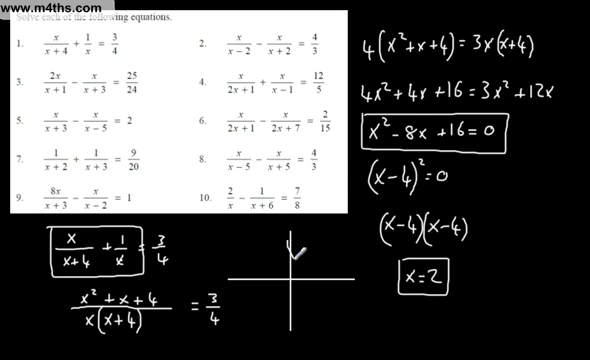 www.m4ths.com
Solve each of the following equations.
1. x/(x + 4) + 1/x = 3/4
2. x/(x − 2) − x/(x + 2) = 4/3
3. 2x/(x + 1) − x/(x + 3) = 25/24
4. x/(2x + 1) + x/(x − 1) = 12/5
5. x/(x + 3) − x/(x − 5) = 2
6. x/(2x + 1) − x/(2x + 7) = 2/15
7. 1/(x + 2) + 1/(x + 3) = 9/20
8. x/(x − 5) − x/(x + 5) = 4/3
9. 8x/(x + 3) − x/(x − 2) = 1
10. 2/x − 1/(x + 6) = 7/8
x/(x+4) + 1/x = 3/4
(x² + x + 4)/(x(x+4)) = 3/4
4(x² + x + 4) = 3x(x+4)
4x² + 4x + 16 = 3x² + 12x
x² − 8x + 16 = 0
(x − 4)² = 0
(x−4)(x−4)
x = 2